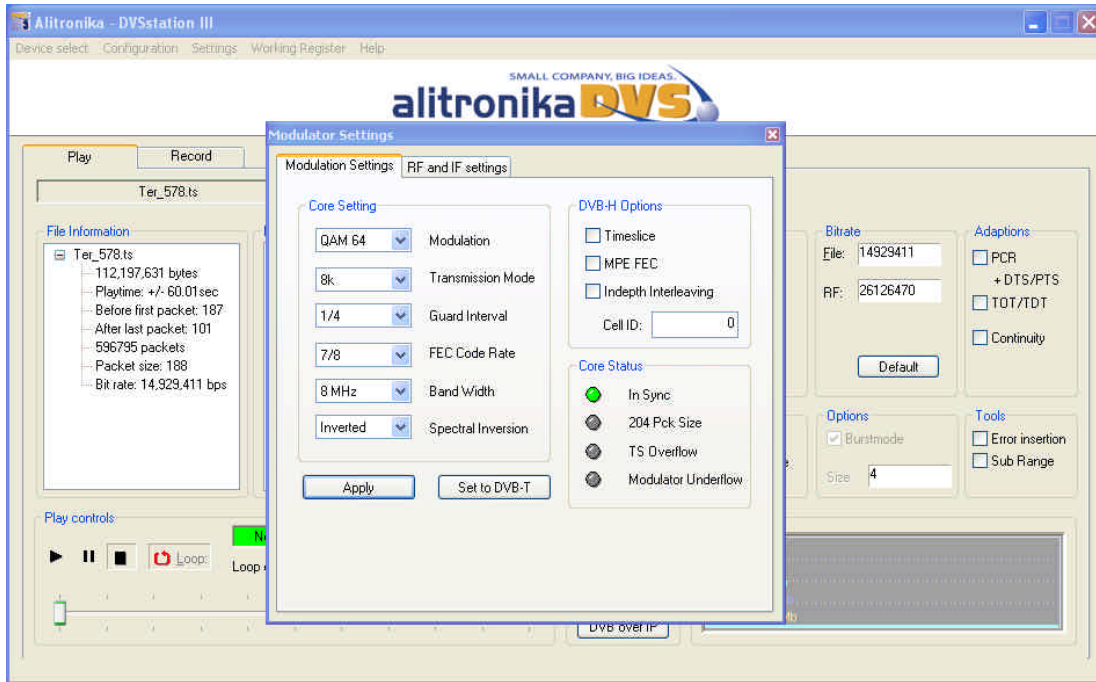 Alitronika - DVSstation III
Device select Configuration Settings Working Register Help
SMALL COMPANY, BIG IDEAS.
alitronika DVS
Play Record
Ter_578.ts
File Information
Ter_578.ts
112,197,631 bytes
Playtime: +/- 60.01sec
Before first packet: 187
After last packet: 101
596795 packets
Packet size: 188
Bit rate: 14,929,411 bps
Modulator Settings
Modulation Settings RF and IF settings
Core Setting
QAM 64 Modulation
8k Transmission Mode
1/4 Guard Interval
7/8 FEC Code Rate
8 MHz Band Width
Inverted Spectral Inversion
Apply Set to DVB-T
DVB-H Options
Timeslice
MPE FEC
Indepth Interleaving
Cell ID: 0
Core Status
In Sync
204 Pck Size
TS Overflow
Modulator Underflow
Bitrate
File: 14929411
RF: 26126470
Default
Adaptions
PCR
+ DTS/PTS
TOT/TDT
Continuity
Options
Burstmode
Size 4
Tools
Error insertion
Sub Range
Play controls
Loop:
Loop
DVB over IP